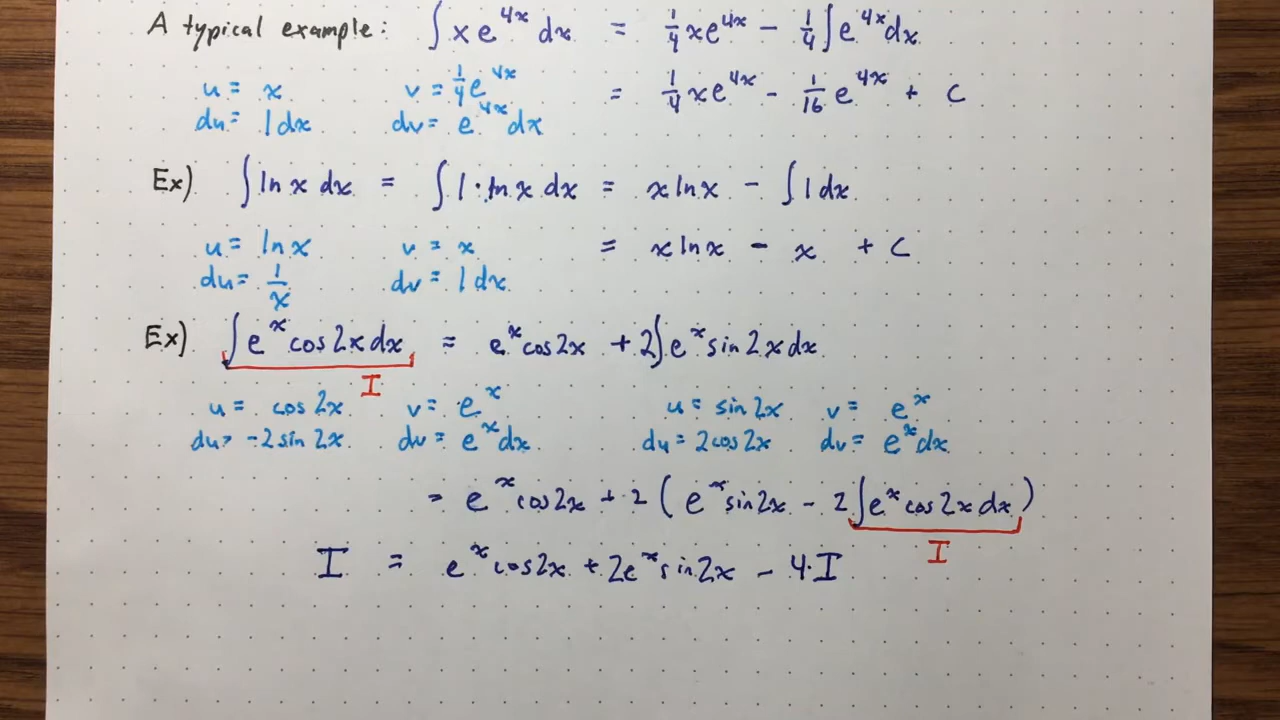 A typical example: ∫ x e^{4x} dx = 1/4 xe^{4x} − 1/4 ∫ e^{4x} dx
u = x v = 1/4 e^{4x} = 1/4 xe^{4x} − 1/16 e^{4x} + C
du = 1dx dv = e^{4x} dx
Ex) ∫ ln x dx = ∫ 1 · ln x dx = x ln x − ∫ 1 dx
u = ln x v = x = x ln x − x + C
du = 1/x dv = 1 dx
Ex) ∫ e^x cos 2x dx = e^x cos 2x + 2∫ e^x sin 2x dx
I
u = cos 2x v = e^x u = sin 2x v = e^x
du = −2 sin 2x dv = e^x dx du = 2 cos 2x dv = e^x dx
= e^x cos 2x + 2 ( e^x sin 2x − 2 ∫ e^x cos 2x dx )
I
I = e^x cos 2x + 2e^x sin 2x − 4·I